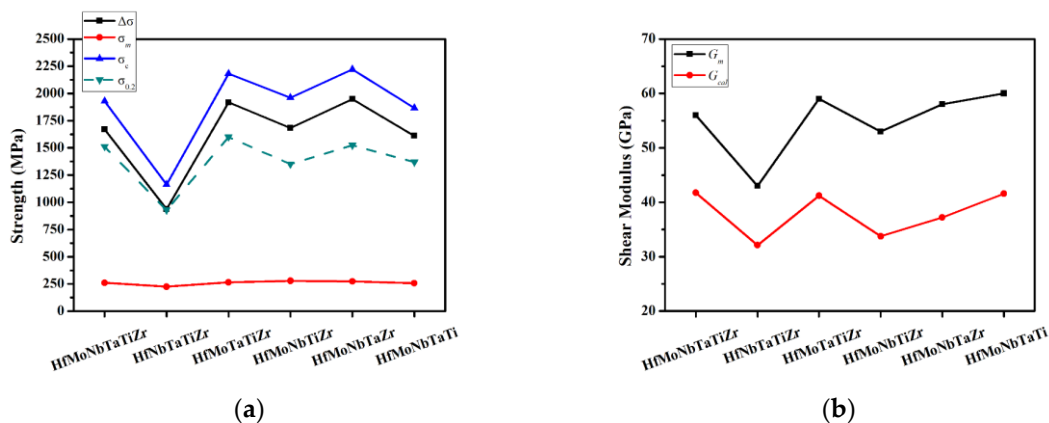 Δσ
σm
σc
σ0.2
2500
2250
2000
1750
1500
1250
1000
750
500
250
0
Strength (MPa)
HfMoNbTaTiZr
HfNbTaTiZr
HfMoTaTiZr
HfMoNbTiZr
HfMoNbTaZr
HfMoNbTaTi
(a)
Gm
Gcal
70
60
50
40
30
20
Shear Modulus (GPa)
HfMoNbTaTiZr
HfNbTaTiZr
HfMoTaTiZr
HfMoNbTiZr
HfMoNbTaZr
HfMoNbTaTi
(b)